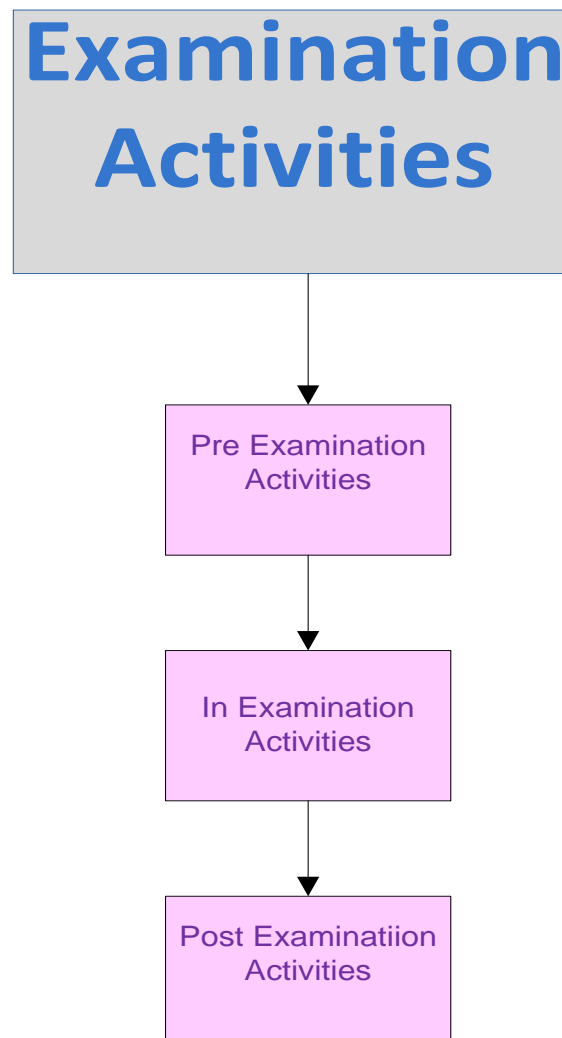 Examination
Activities
Pre Examination
Activities
In Examination
Activities
Post Examinatiion
Activities